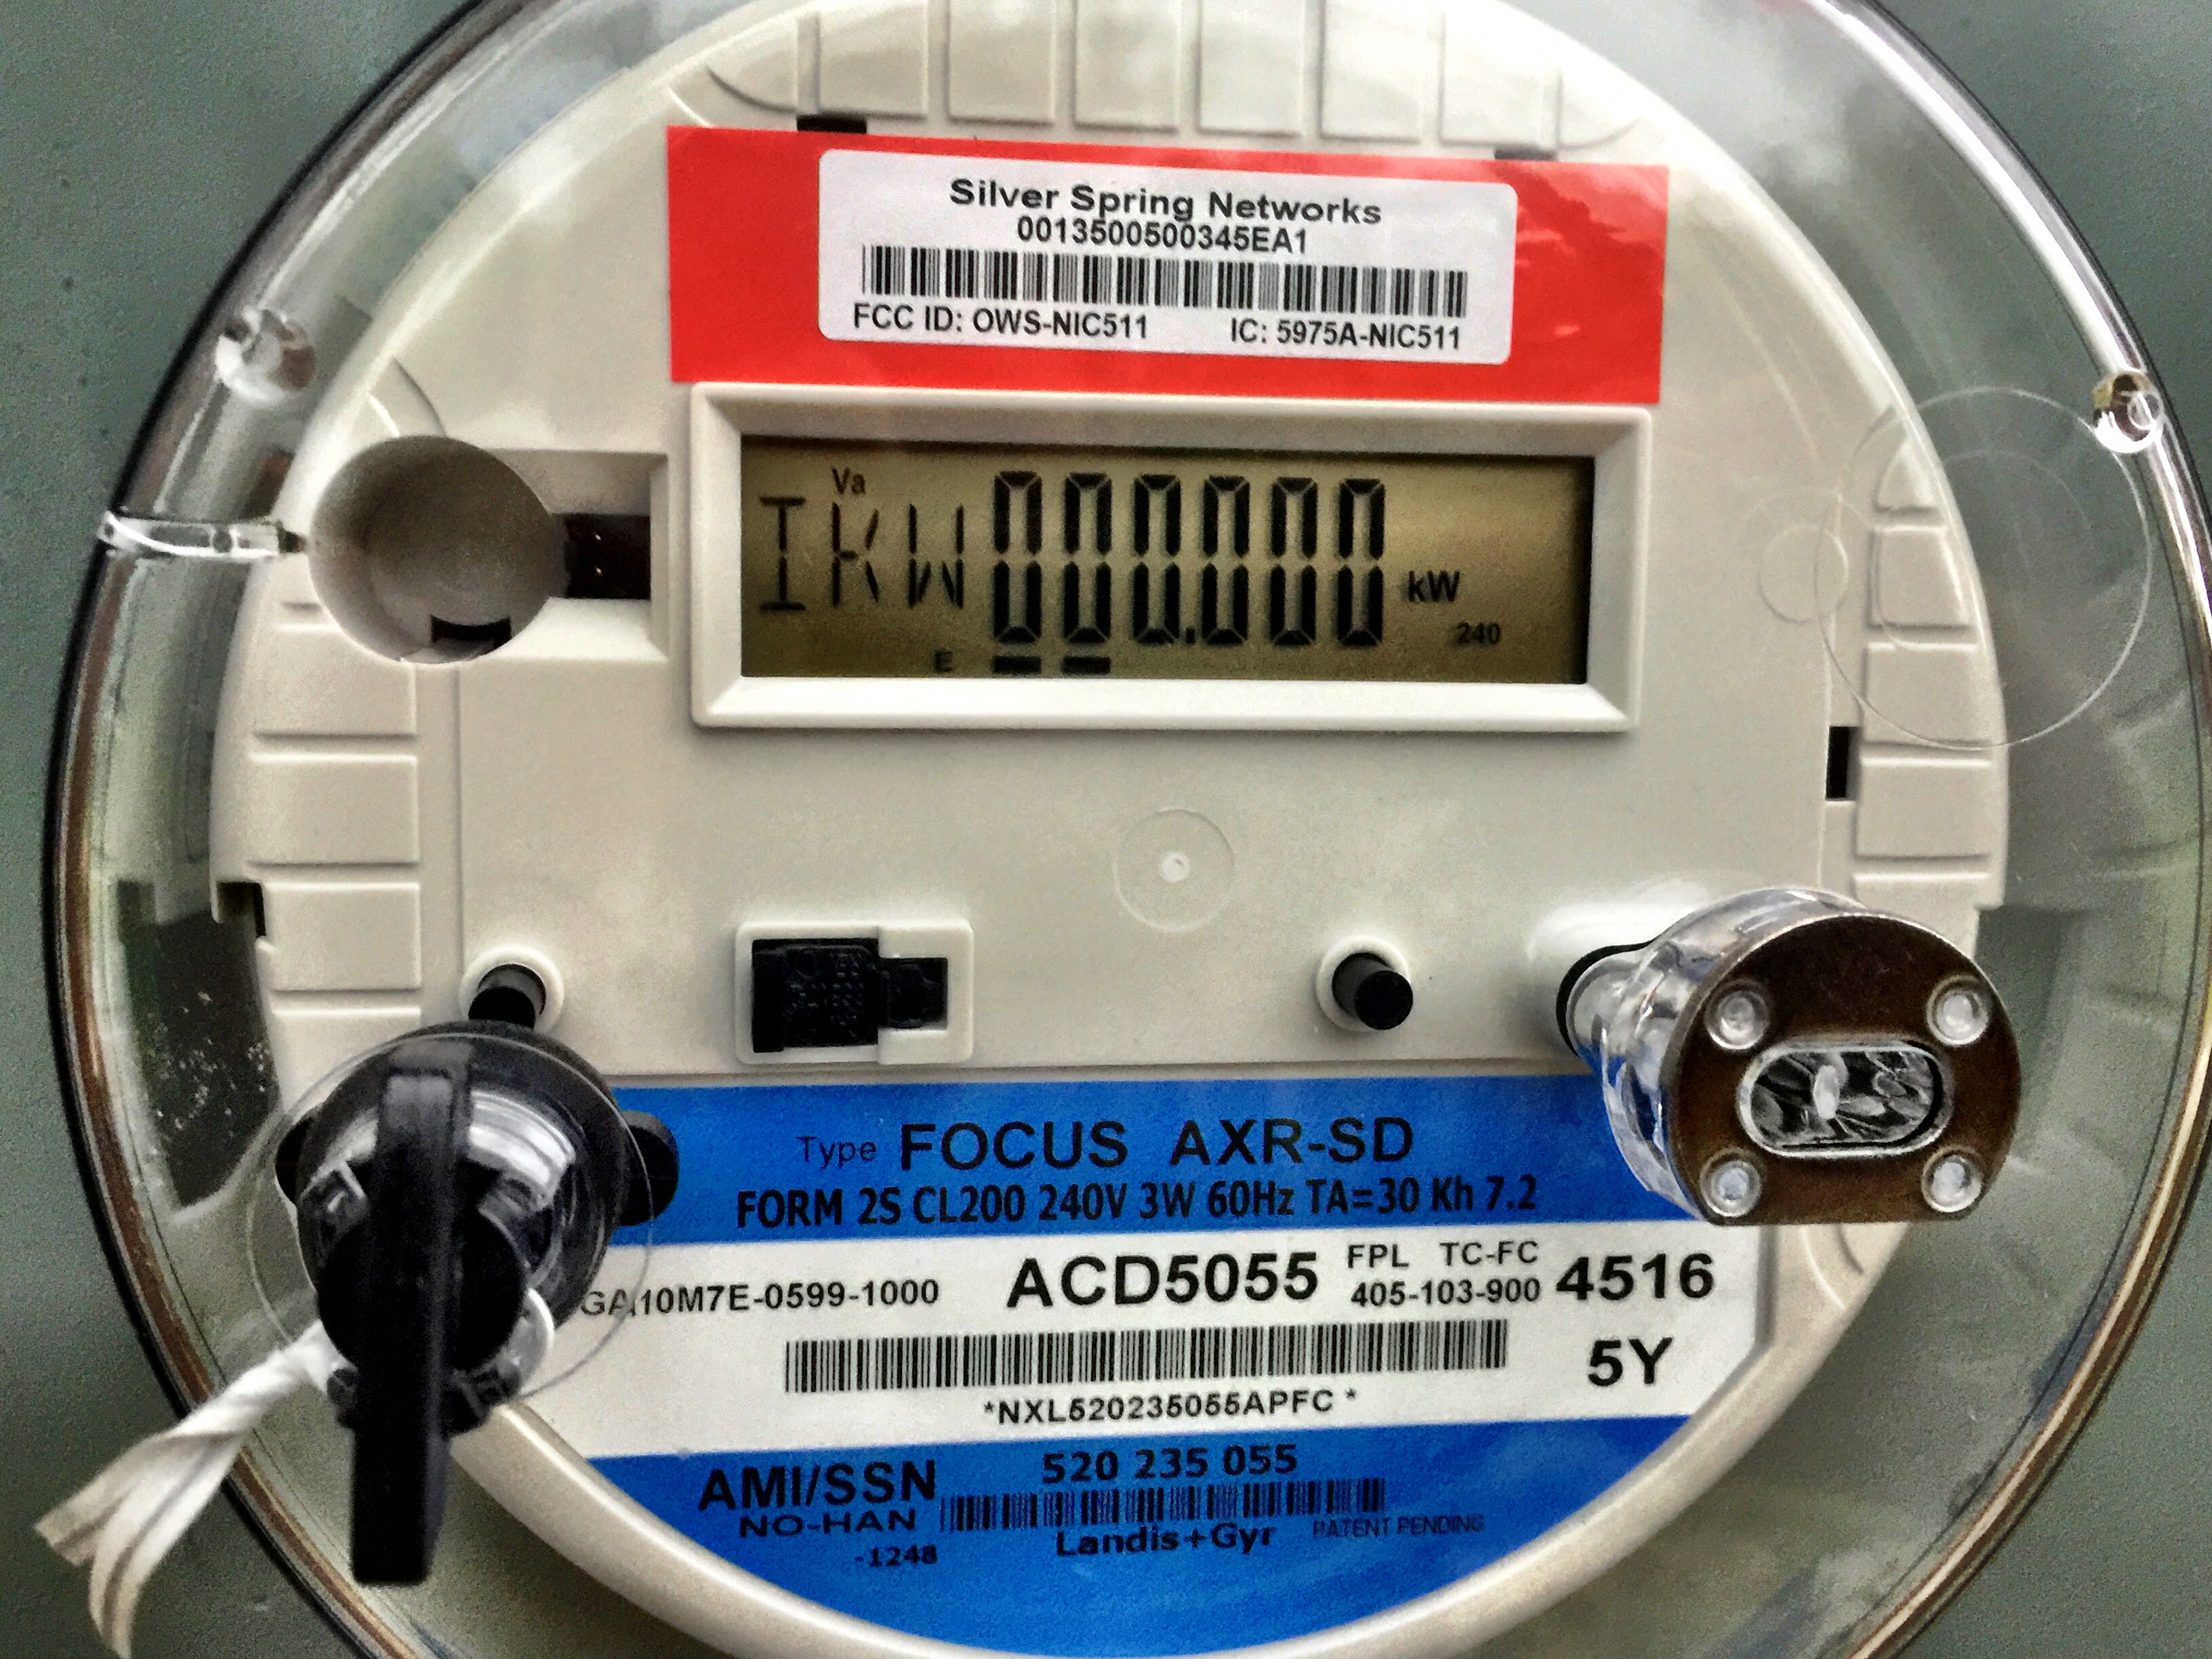 Silver Spring Networks
0013500500345EA1
FCC ID: OWS-NIC511 IC: 5975A-NIC511
Va
IKW 000.000 kW
240
E
Type FOCUS AXR-SD
FORM 2S CL200 240V 3W 60Hz TA=30 Kh 7.2
GA10M7E-0599-1000 ACD5055 FPL TC-FC 405-103-900 4516
5Y
*NXL520235055APFC *
AMI/SSN 520 235 055
NO-HAN
-1248 Landis+Gyr PATENT PENDING